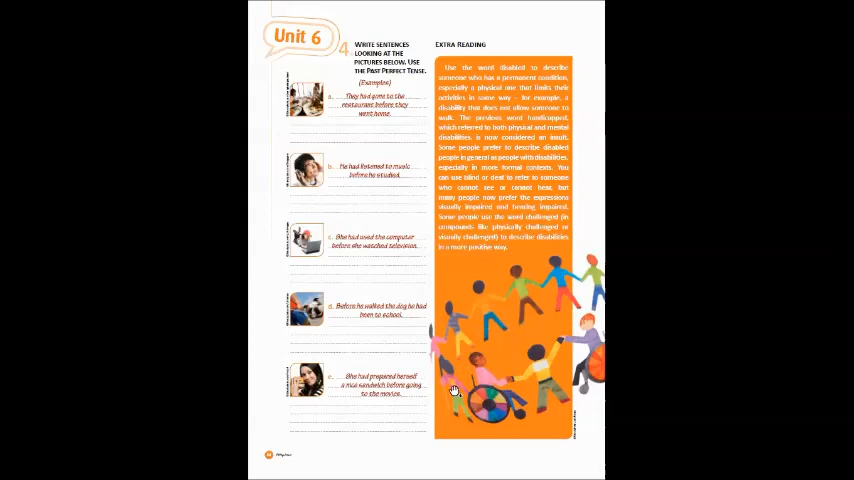 Unit 6
4. WRITE SENTENCES
LOOKING AT THE
PICTURES BELOW. USE
THE PAST PERFECT TENSE.
(Examples)
a. They had gone to the
restaurant before they
went home.
b. He had listened to music
before he studied.
c. She had used the computer
before she watched television.
d. Before he walked the dog he had
been to school.
e. She had prepared herself
a nice sandwich before going
to the movies.
EXTRA READING
Use the word disabled to describe
someone who has a permanent condition,
especially a physical one that limits their
activities in some way – for example, a
disability that does not allow someone to
walk. The previous word handicapped,
which referred to both physical and mental
disabilities, is now considered an insult.
Some people prefer to describe disabled
people in general as people with disabilities,
especially in more formal contexts. You
can use blind or deaf to refer to someone
who cannot see or cannot hear, but
many people now prefer the expressions
visually impaired and hearing impaired.
Some people use the word challenged (in
compounds like physically challenged or
visually challenged) to describe disabilities
in a more positive way.